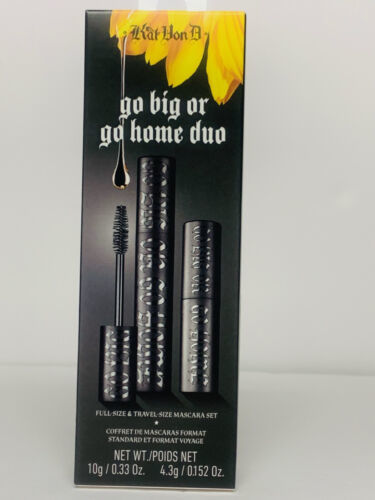 Kat Von D
go big or
go home duo
FULL-SIZE & TRAVEL-SIZE MASCARA SET
★
COFFRET DE MASCARAS FORMAT
STANDARD ET FORMAT VOYAGE
NET WT./POIDS NET
10g / 0.33 Oz. 4.3g / 0.152 Oz.